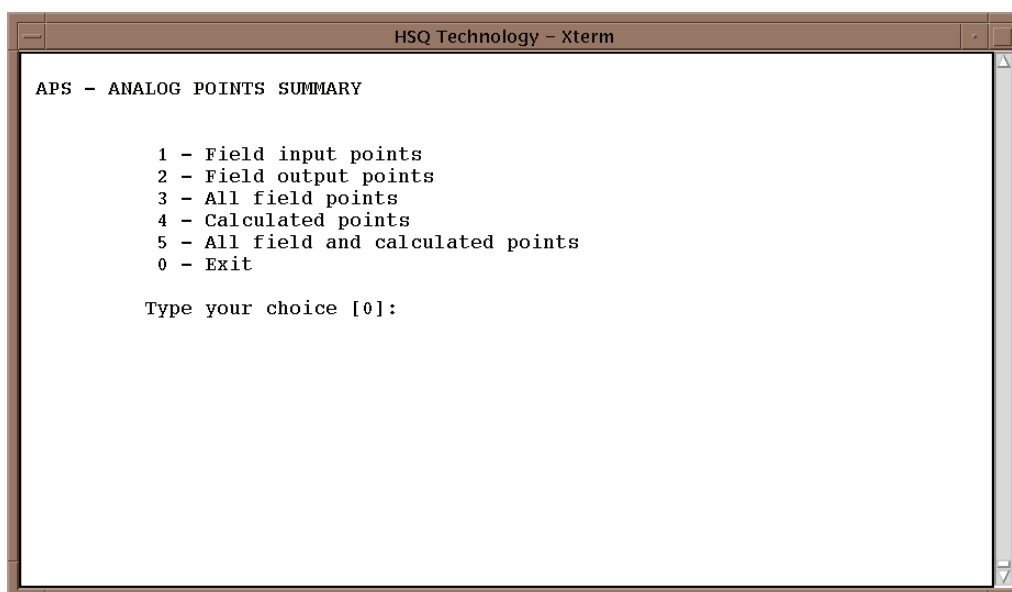 HSQ Technology – Xterm
APS – ANALOG POINTS SUMMARY
1 – Field input points
2 – Field output points
3 – All field points
4 – Calculated points
5 – All field and calculated points
0 – Exit
Type your choice [0]: